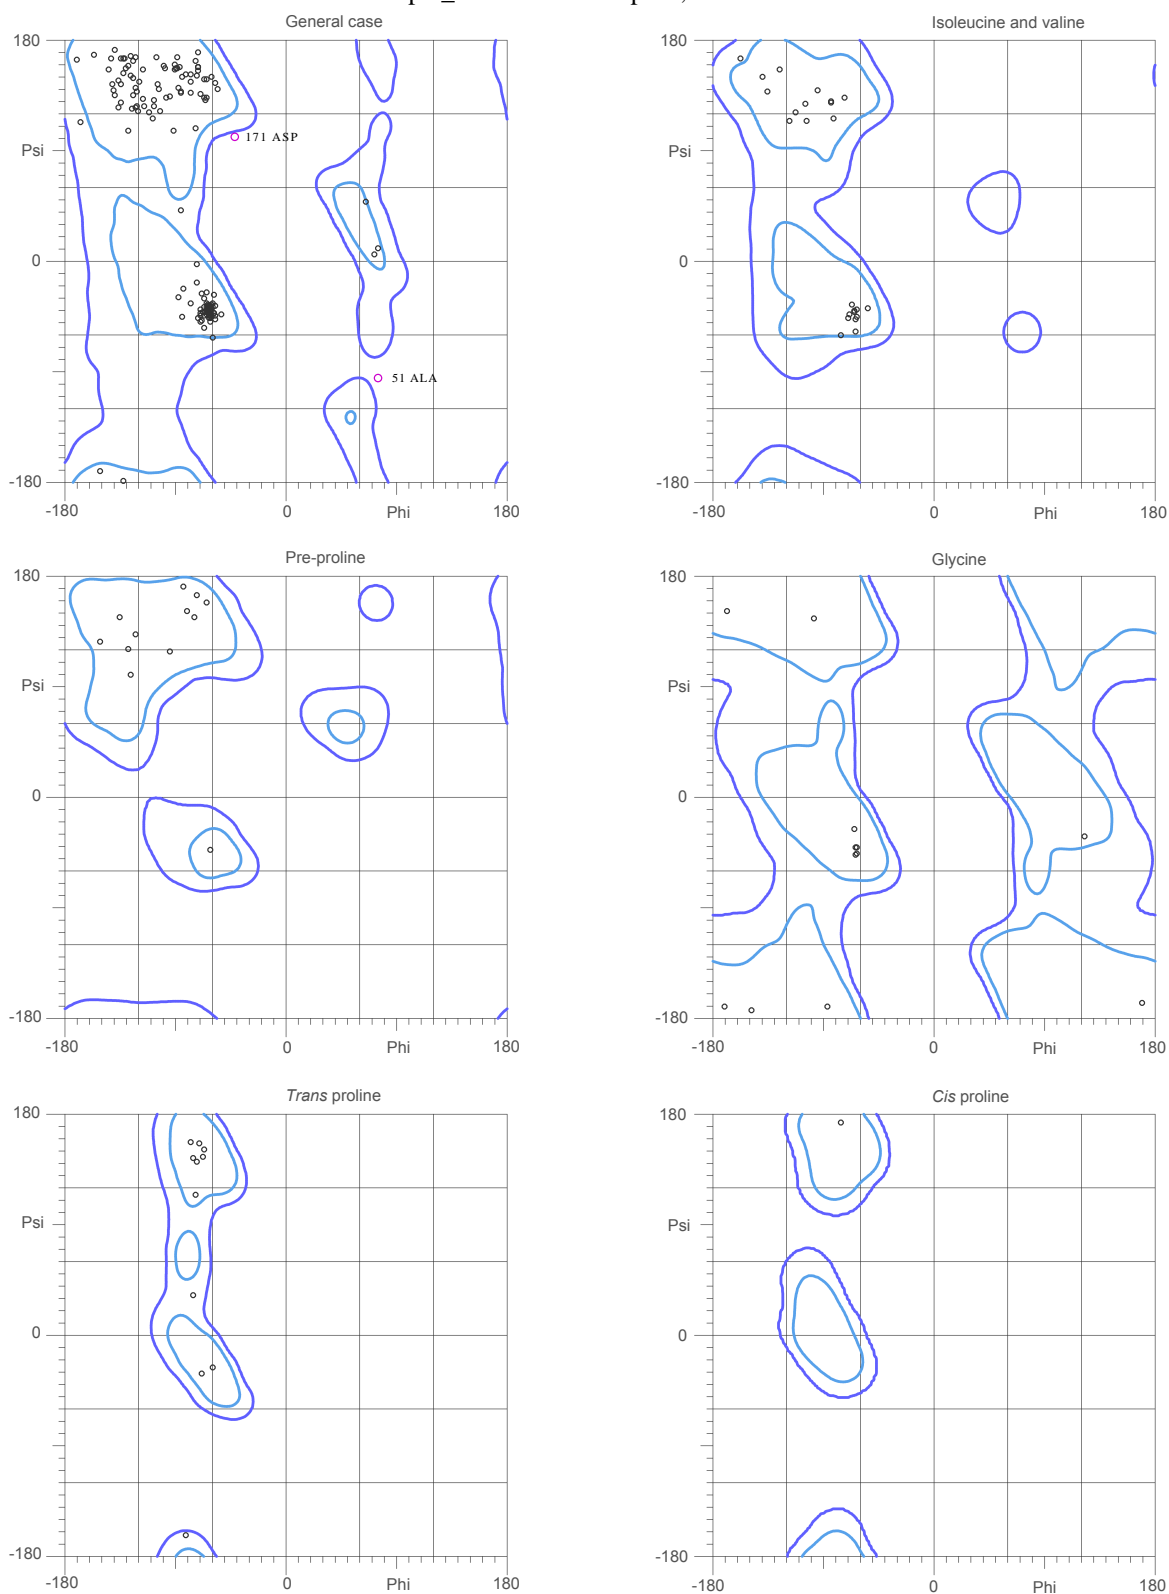 General case
180
Psi
0
-180
-180
0
Phi
180
171 ASP
51 ALA
Isoleucine and valine
180
Psi
0
-180
-180
0
Phi
180
Pre-proline
180
Psi
0
-180
-180
0
Phi
180
Glycine
180
Psi
0
-180
-180
0
Phi
180
Trans proline
180
Psi
0
-180
-180
0
Phi
180
Cis proline
180
Psi
0
-180
-180
0
Phi
180